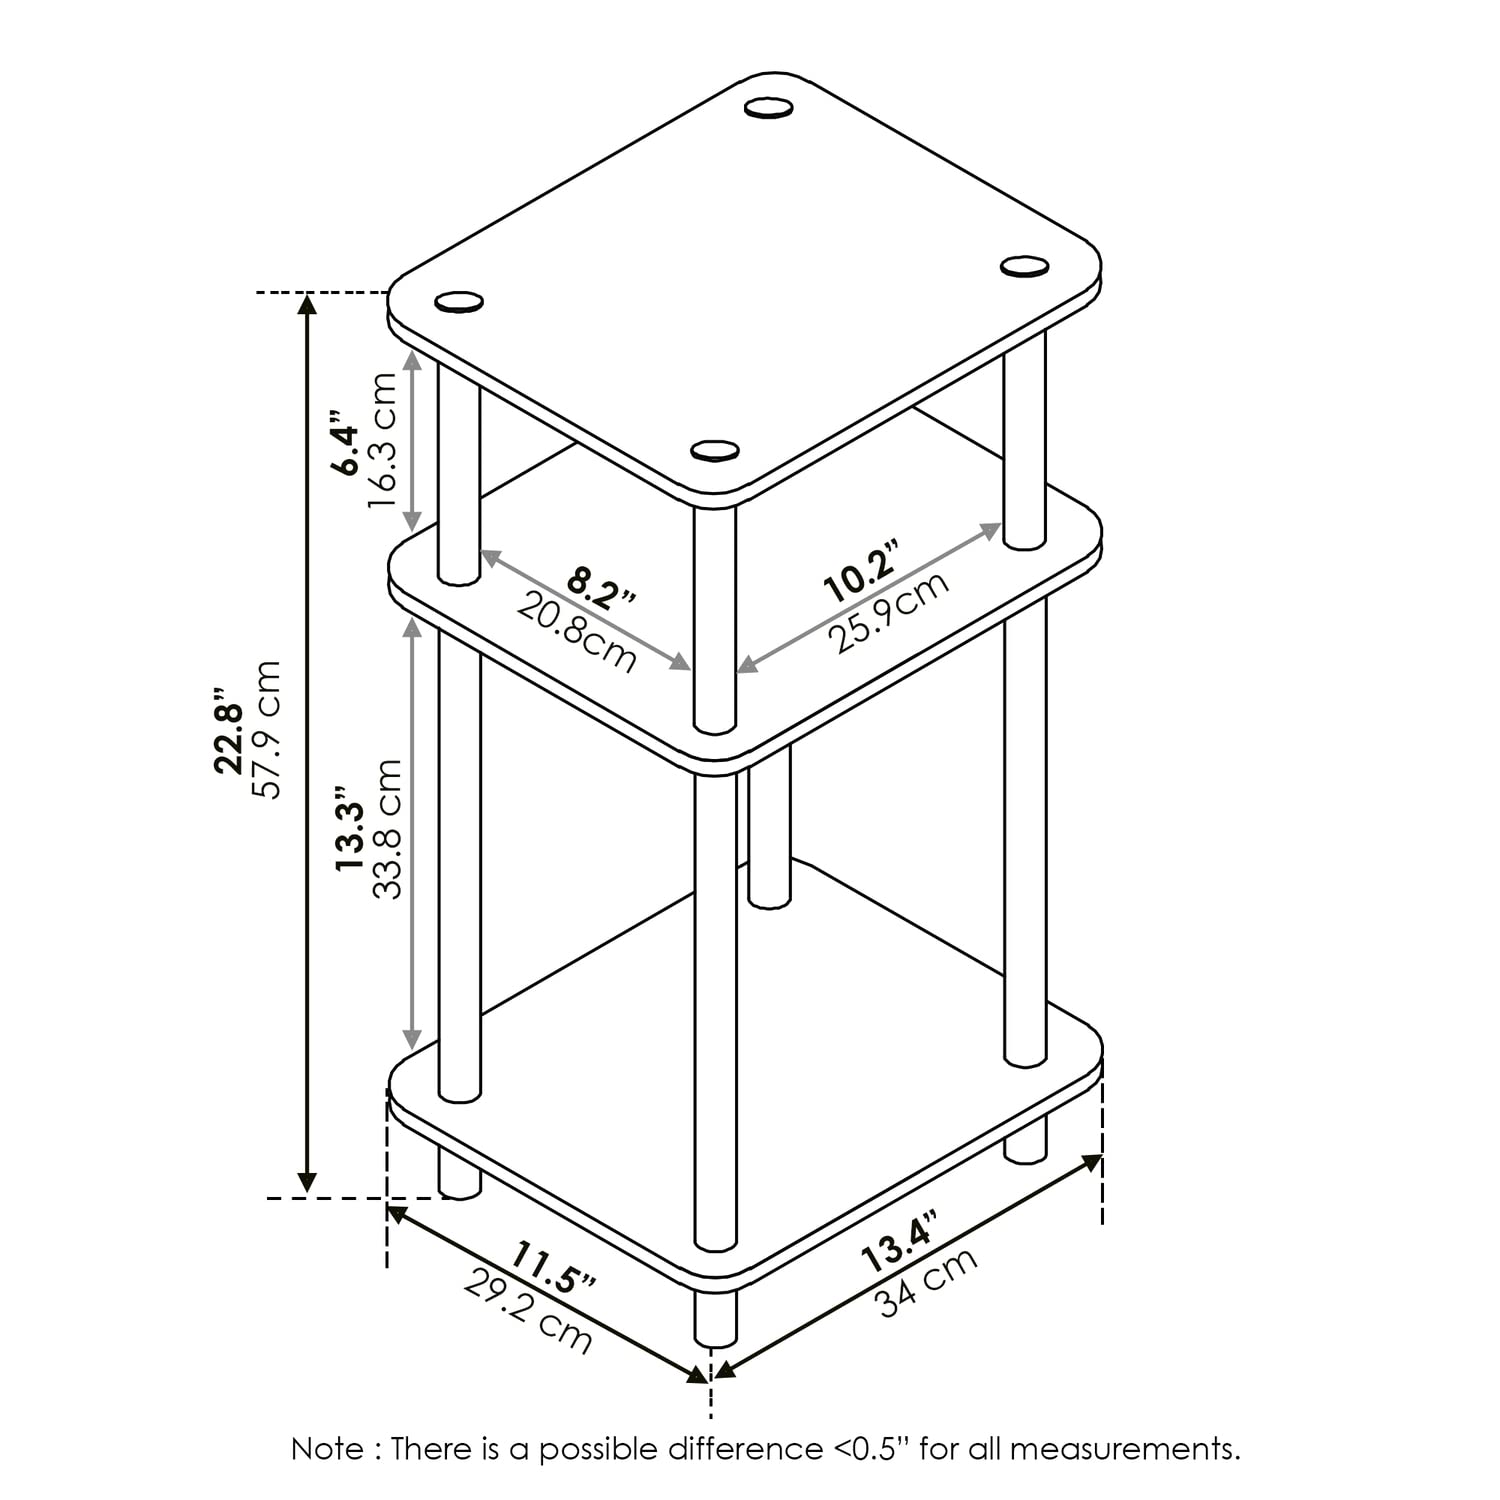 6.4”
16.3 cm
8.2”
20.8cm
10.2”
25.9cm
22.8”
57.9 cm
13.3”
33.8 cm
11.5”
29.2 cm
13.4”
34 cm
Note : There is a possible difference <0.5” for all measurements.